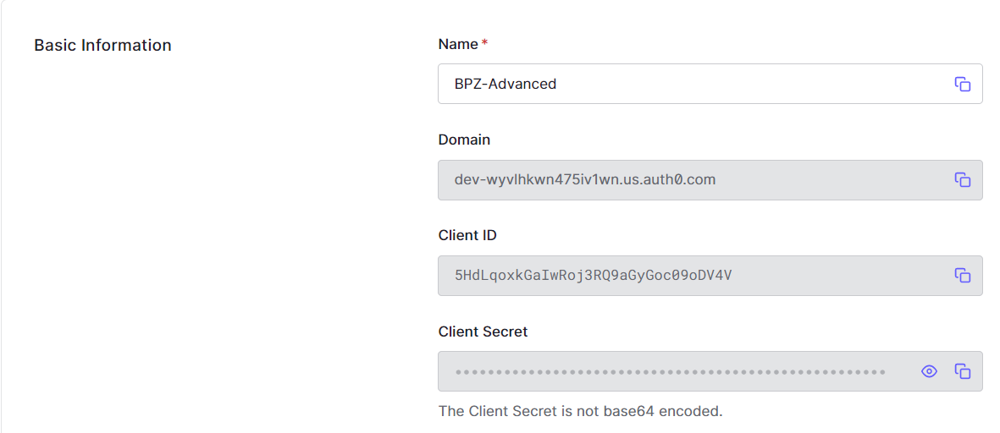 Basic Information
Name *
BPZ-Advanced
Domain
dev-wyvlhkwn475iv1wn.us.auth0.com
Client ID
5HdLqoxkGaIwRoj3RQ9aGyGoc09oDV4V
Client Secret
•••••••••••••••••••••••••••••••••••••••••••••••••••••
The Client Secret is not base64 encoded.